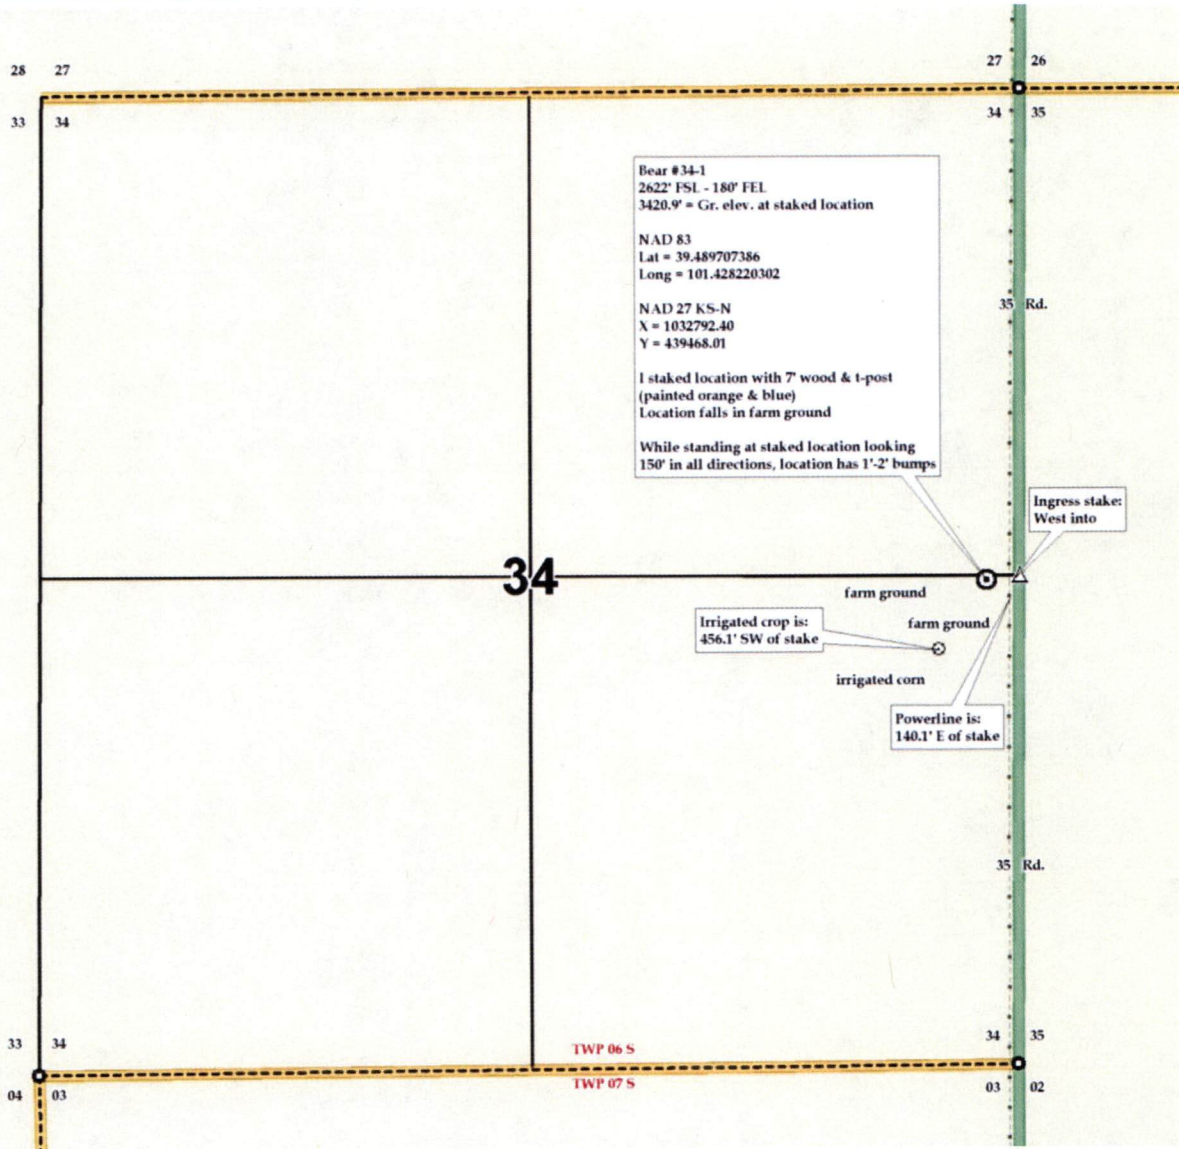 28 27
27 26
33 34
34 35
Bear #34-1
2622' FSL - 180' FEL
3420.9' = Gr. elev. at staked location
NAD 83
Lat = 39.489707386
Long = 101.428220302
NAD 27 KS-N
X = 1032792.40
Y = 439468.01
I staked location with 7' wood & t-post
(painted orange & blue)
Location falls in farm ground
While standing at staked location looking
150' in all directions, location has 1'-2' bumps
35 Rd.
Ingress stake:
West into
34
farm ground
Irrigated crop is:
456.1' SW of stake
farm ground
irrigated corn
Powerline is:
140.1' E of stake
35 Rd.
33 34
34 35
TWP 06 S
TWP 07 S
04 03
03 02